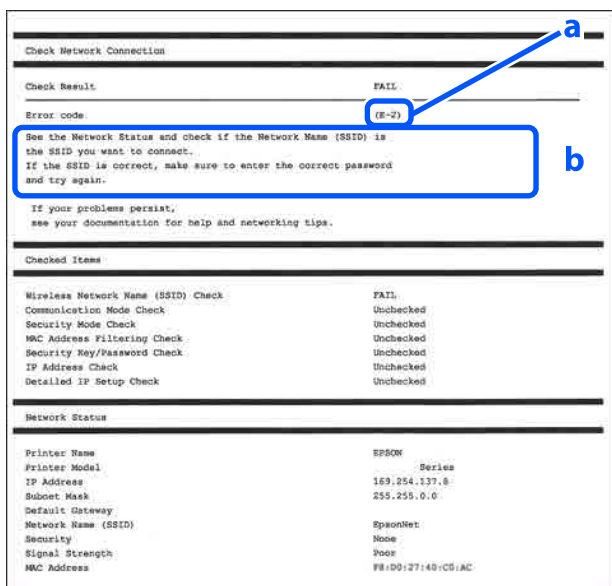 a
Check Network Connection
Check Result FAIL
Error code (E-2)
See the Network Status and check if the Network Name (SSID) is
the SSID you want to connect.
If the SSID is correct, make sure to enter the correct password
and try again.
b
If your problems persist,
see your documentation for help and networking tips.
Checked Items
Wireless Network Name (SSID) Check FAIL
Communication Mode Check Unchecked
Security Mode Check Unchecked
MAC Address Filtering Check Unchecked
Security Key/Password Check Unchecked
IP Address Check Unchecked
Detailed IP Setup Check Unchecked
Network Status
Printer Name EPSON
Printer Model Series
IP Address 169.254.137.8
Subnet Mask 255.255.0.0
Default Gateway
Network Name (SSID) EpsonNet
Security None
Signal Strength Poor
MAC Address F8:D0:27:40:C5:AC